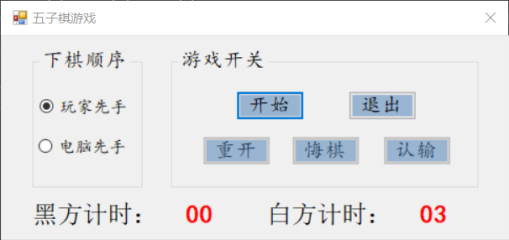 五子棋游戏
下棋顺序
玩家先手
电脑先手
游戏开关
开始 退出
重开 悔棋 认输
黑方计时： 00 白方计时： 03